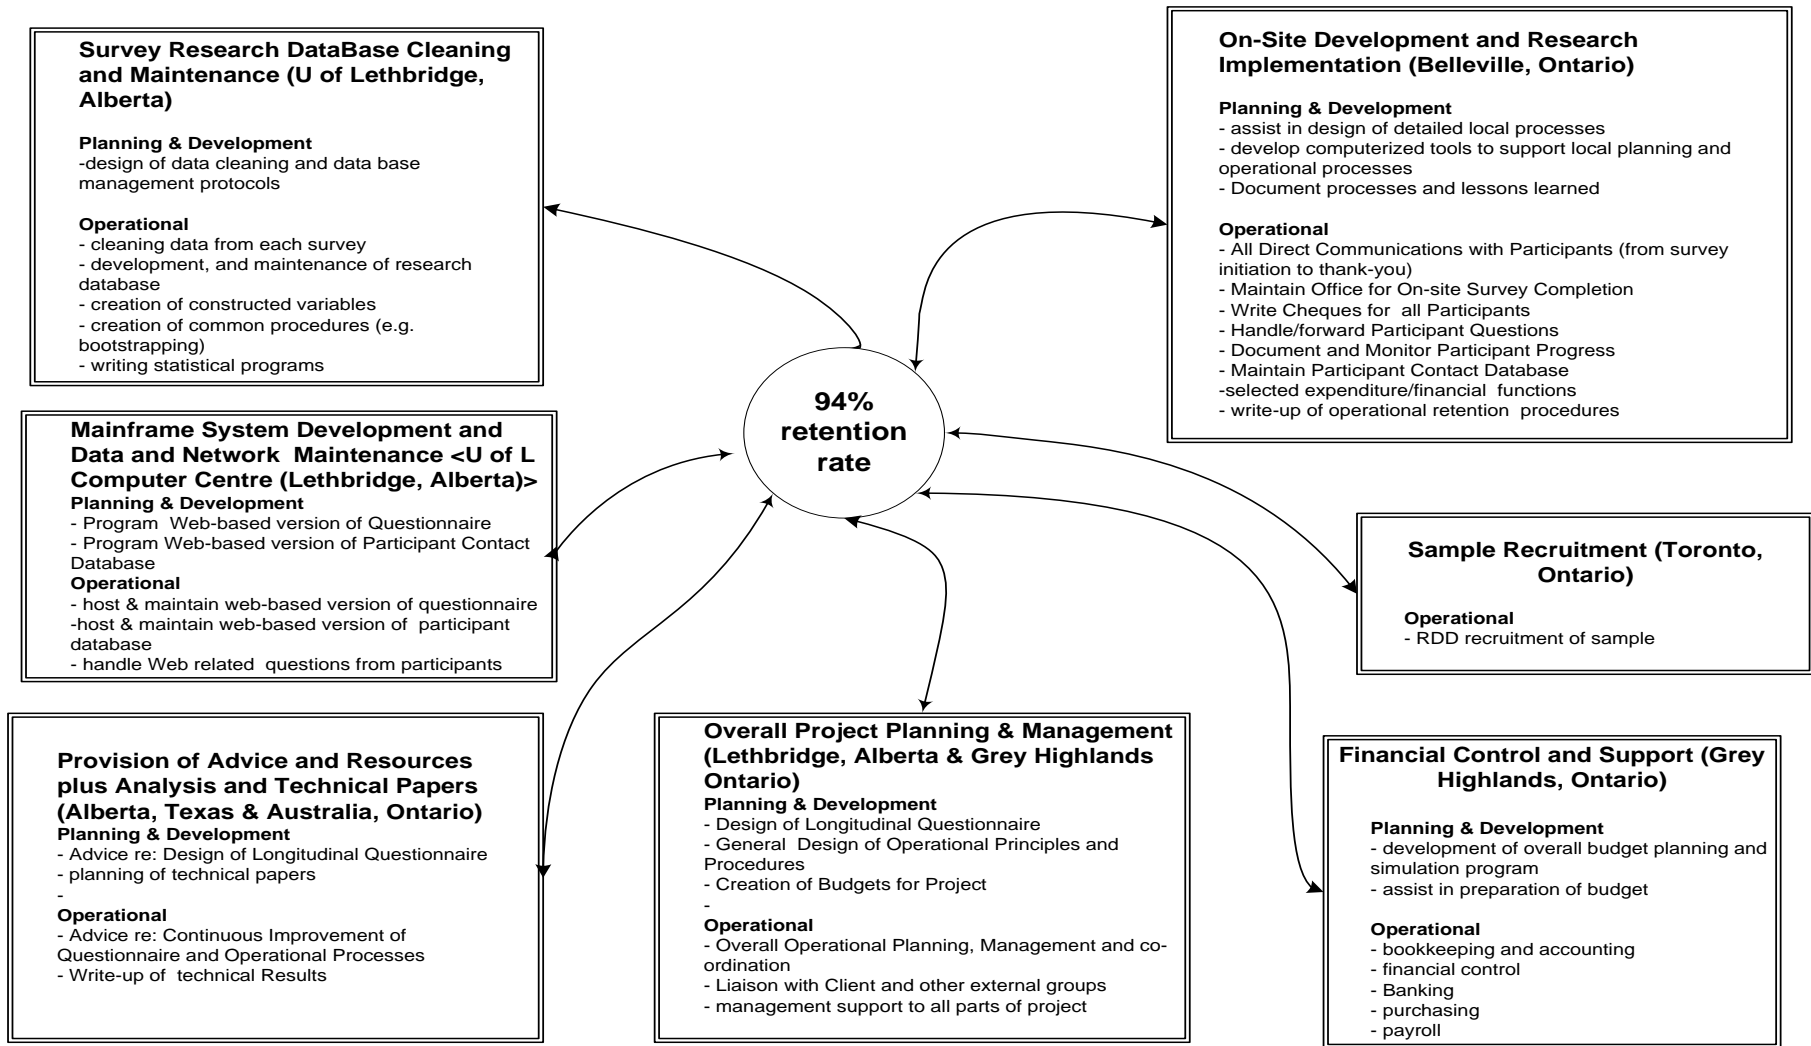 Survey Research DataBase Cleaning
and Maintenance (U of Lethbridge,
Alberta)
Planning & Development
-design of data cleaning and data base
management protocols
Operational
- cleaning data from each survey
- development, and maintenance of research
database
- creation of constructed variables
- creation of common procedures (e.g.
bootstrapping)
- writing statistical programs
On-Site Development and Research
Implementation (Belleville, Ontario)
Planning & Development
- assist in design of detailed local processes
- develop computerized tools to support local planning and
operational processes
- Document processes and lessons learned
Operational
- All Direct Communications with Participants (from survey
initiation to thank-you)
- Maintain Office for On-site Survey Completion
- Write Cheques for all Participants
- Handle/forward Participant Questions
- Document and Monitor Participant Progress
- Maintain Participant Contact Database
-selected expenditure/financial functions
- write-up of operational retention procedures
94%
retention
rate
Mainframe System Development and
Data and Network Maintenance <U of L
Computer Centre (Lethbridge, Alberta)>
Planning & Development
- Program Web-based version of Questionnaire
- Program Web-based version of Participant Contact
Database
Operational
- host & maintain web-based version of questionnaire
-host & maintain web-based version of participant
database
- handle Web related questions from participants
Sample Recruitment (Toronto,
Ontario)
Operational
- RDD recruitment of sample
Provision of Advice and Resources
plus Analysis and Technical Papers
(Alberta, Texas & Australia, Ontario)
Planning & Development
- Advice re: Design of Longitudinal Questionnaire
- planning of technical papers
-
Operational
- Advice re: Continuous Improvement of
Questionnaire and Operational Processes
- Write-up of technical Results
Overall Project Planning & Management
(Lethbridge, Alberta & Grey Highlands
Ontario)
Planning & Development
- Design of Longitudinal Questionnaire
- General Design of Operational Principles and
Procedures
- Creation of Budgets for Project
-
Operational
- Overall Operational Planning, Management and co-
ordination
- Liaison with Client and other external groups
- management support to all parts of project
Financial Control and Support (Grey
Highlands, Ontario)
Planning & Development
- development of overall budget planning and
simulation program
- assist in preparation of budget
Operational
- bookkeeping and accounting
- financial control
- Banking
- purchasing
- payroll